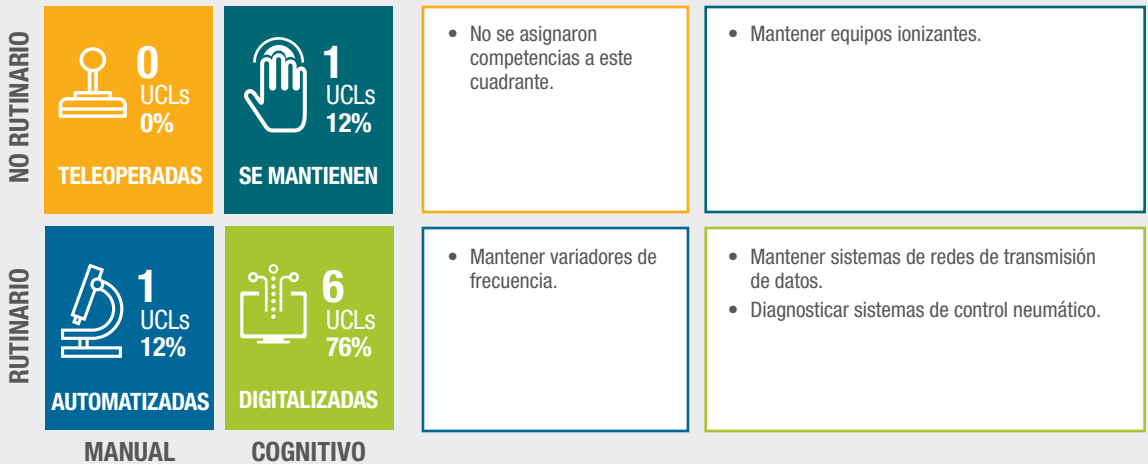 NO RUTINARIO
0
UCLs
0%
TELEOPERADAS
1
UCLs
12%
SE MANTIENEN
• No se asignaron
competencias a este
cuadrante.
• Mantener equipos ionizantes.
RUTINARIO
1
UCLs
12%
AUTOMATIZADAS
6
UCLs
76%
DIGITALIZADAS
• Mantener variadores de
frecuencia.
• Mantener sistemas de redes de transmisión
de datos.
• Diagnosticar sistemas de control neumático.
MANUAL
COGNITIVO